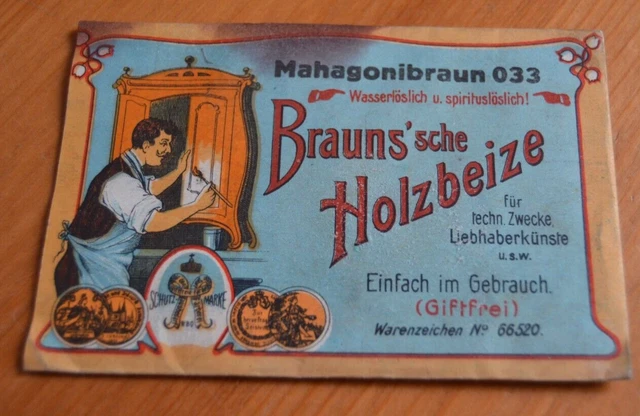 Mahagonibraun 033
Wasserlöslich u. spirituslöslich!
Brauns'sche
Holzbeize
für
techn. Zwecke,
Liebhaberkünste
u.s.w.
Einfach im Gebrauch.
(Giftfrei)
Warenzeichen No 66520.
SCHUTZ MARKE